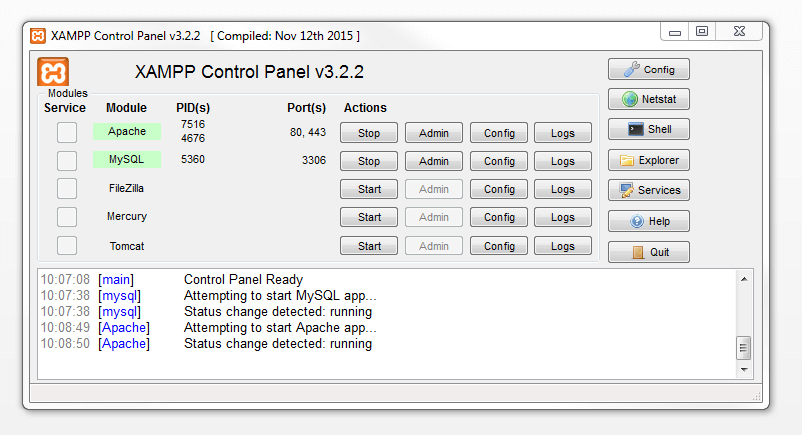 XAMPP Control Panel v3.2.2 [ Compiled: Nov 12th 2015 ]
XAMPP Control Panel v3.2.2
Config
Modules
Service Module PID(s) Port(s) Actions
Netstat
Apache 7516 4676 80, 443 Stop Admin Config Logs
Shell
MySQL 5360 3306 Stop Admin Config Logs
Explorer
FileZilla Start Admin Config Logs
Services
Mercury Start Admin Config Logs
Help
Tomcat Start Admin Config Logs
Quit
10:07:08 [main] Control Panel Ready
10:07:38 [mysql] Attempting to start MySQL app...
10:07:38 [mysql] Status change detected: running
10:08:49 [Apache] Attempting to start Apache app...
10:08:50 [Apache] Status change detected: running